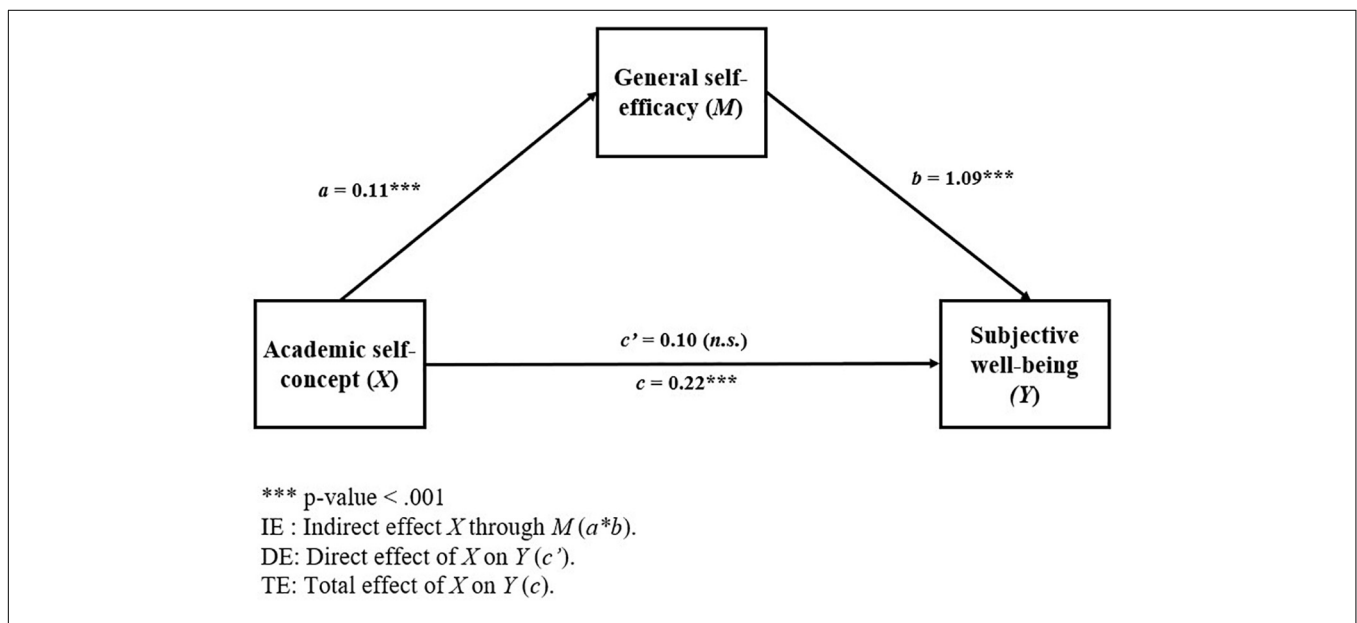 General self-
efficacy (M)
a = 0.11***
b = 1.09***
Academic self-
concept (X)
c’ = 0.10 (n.s.)
c = 0.22***
Subjective
well-being
(Y)
*** p-value < .001
IE : Indirect effect X through M (a*b).
DE: Direct effect of X on Y (c’).
TE: Total effect of X on Y (c).